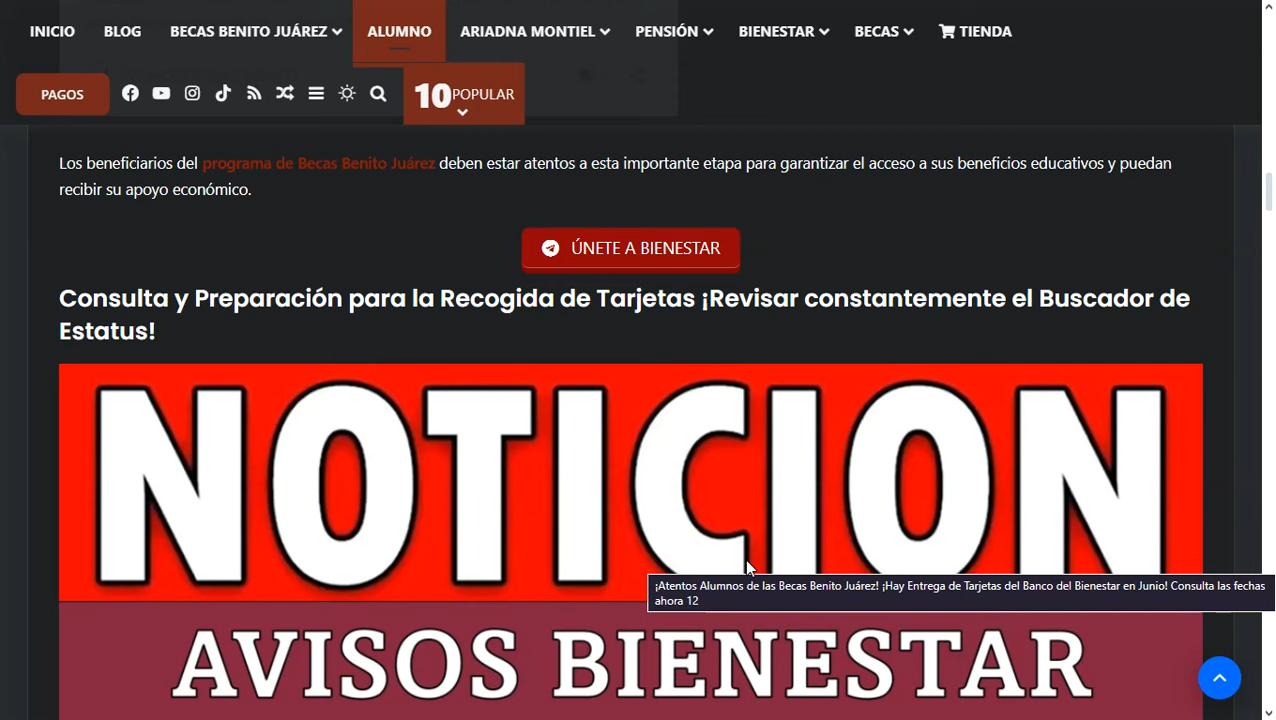 INICIO BLOG BECAS BENITO JUÁREZ ALUMNO ARIADNA MONTIEL PENSIÓN BIENESTAR BECAS TIENDA
PAGOS 10 POPULAR
Los beneficiarios del programa de Becas Benito Juárez deben estar atentos a esta importante etapa para garantizar el acceso a sus beneficios educativos y puedan
recibir su apoyo económico.
ÚNETE A BIENESTAR
Consulta y Preparación para la Recogida de Tarjetas ¡Revisar constantemente el Buscador de
Estatus!
NOTICION
¡Atentos Alumnos de las Becas Benito Juárez! ¡Hay Entrega de Tarjetas del Banco del Bienestar en Junio! Consulta las fechas
ahora 12
AVISOS BIENESTAR